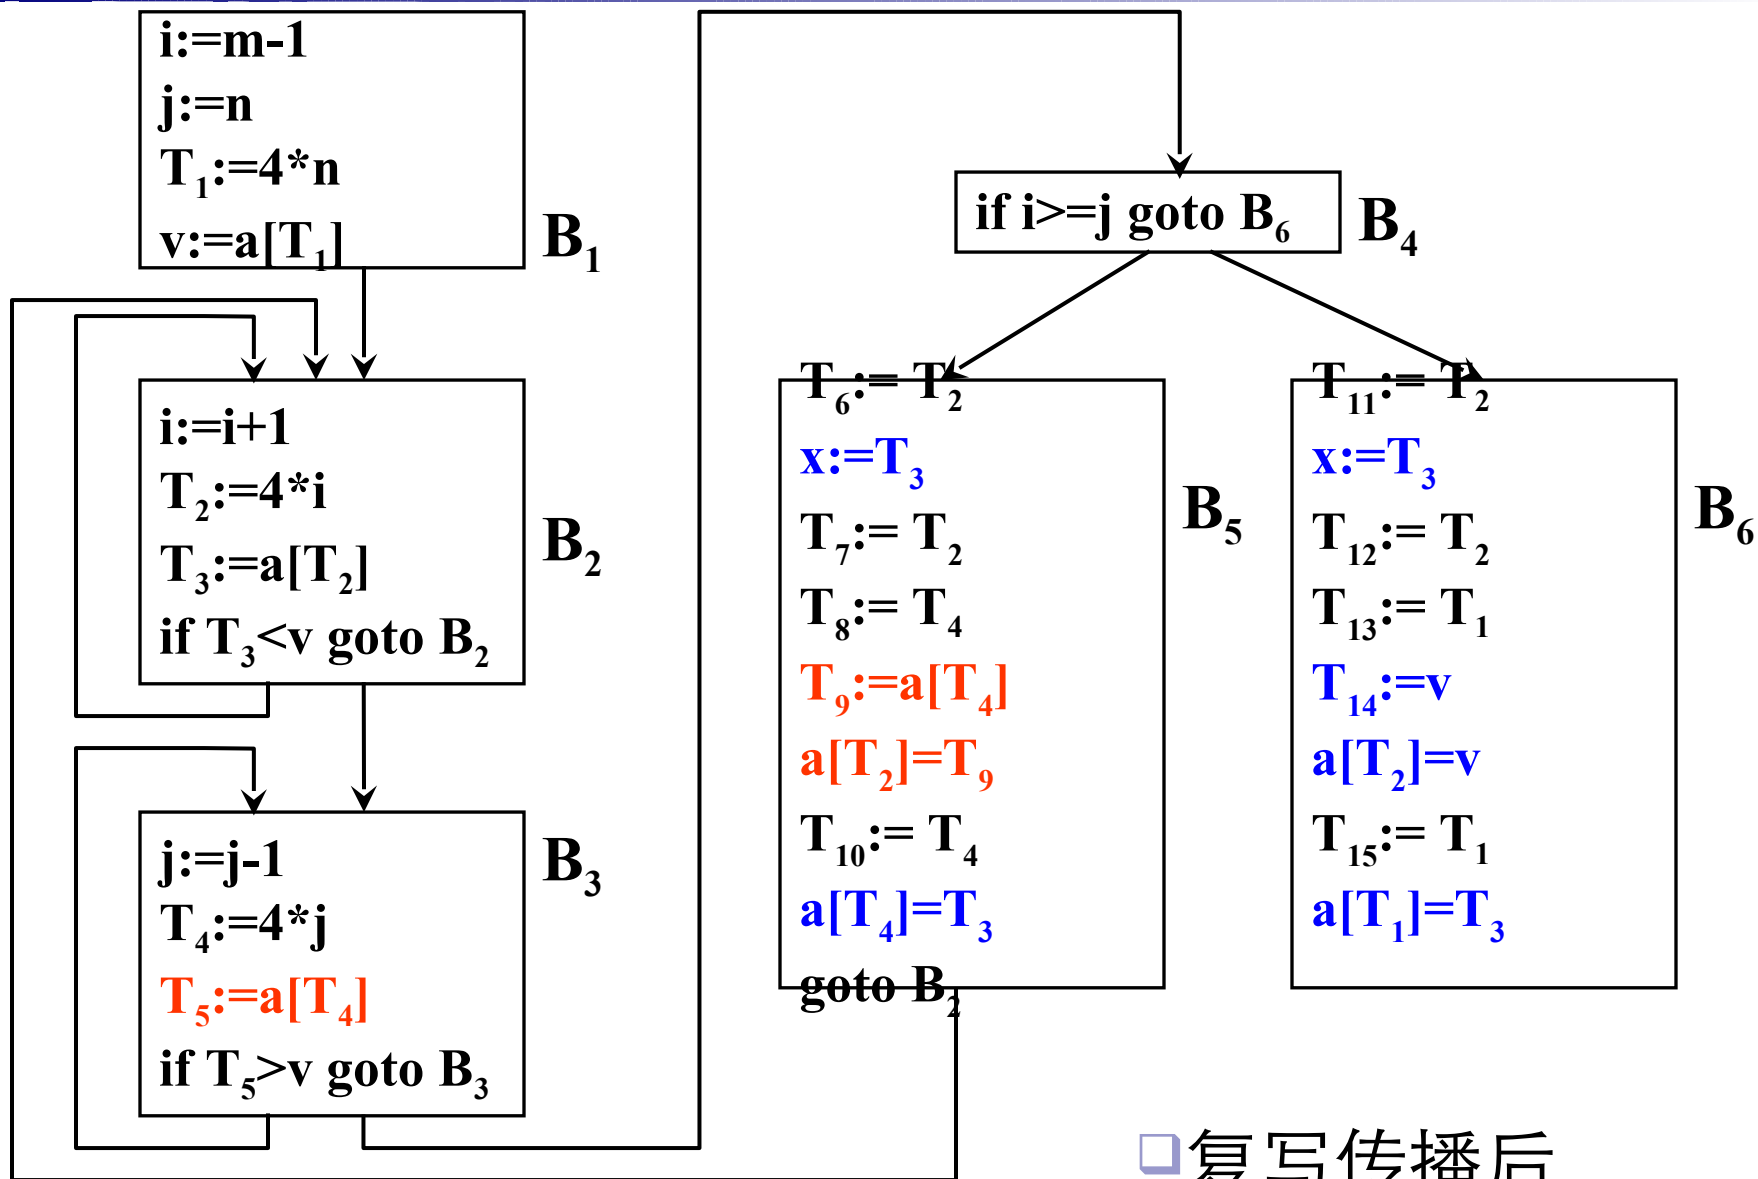 i:=m-1
j:=n
T₁:=4*n
v:=a[T₁]
B₁
i:=i+1
T₂:=4*i
T₃:=a[T₂]
if T₃<v goto B₂
B₂
j:=j-1
T₄:=4*j
T₅:=a[T₄]
if T₅>v goto B₃
B₃
if i>=j goto B₆
B₄
T₆:= T₂
x:=T₃
T₇:= T₂
T₈:= T₄
T₉:=a[T₄]
a[T₂]=T₉
T₁₀:= T₄
a[T₄]=T₃
goto B₂
B₅
T₁₁:= T₂
x:=T₃
T₁₂:= T₂
T₁₃:= T₁
T₁₄:=v
a[T₂]=v
T₁₅:= T₁
a[T₁]=T₃
B₆
复写传播后